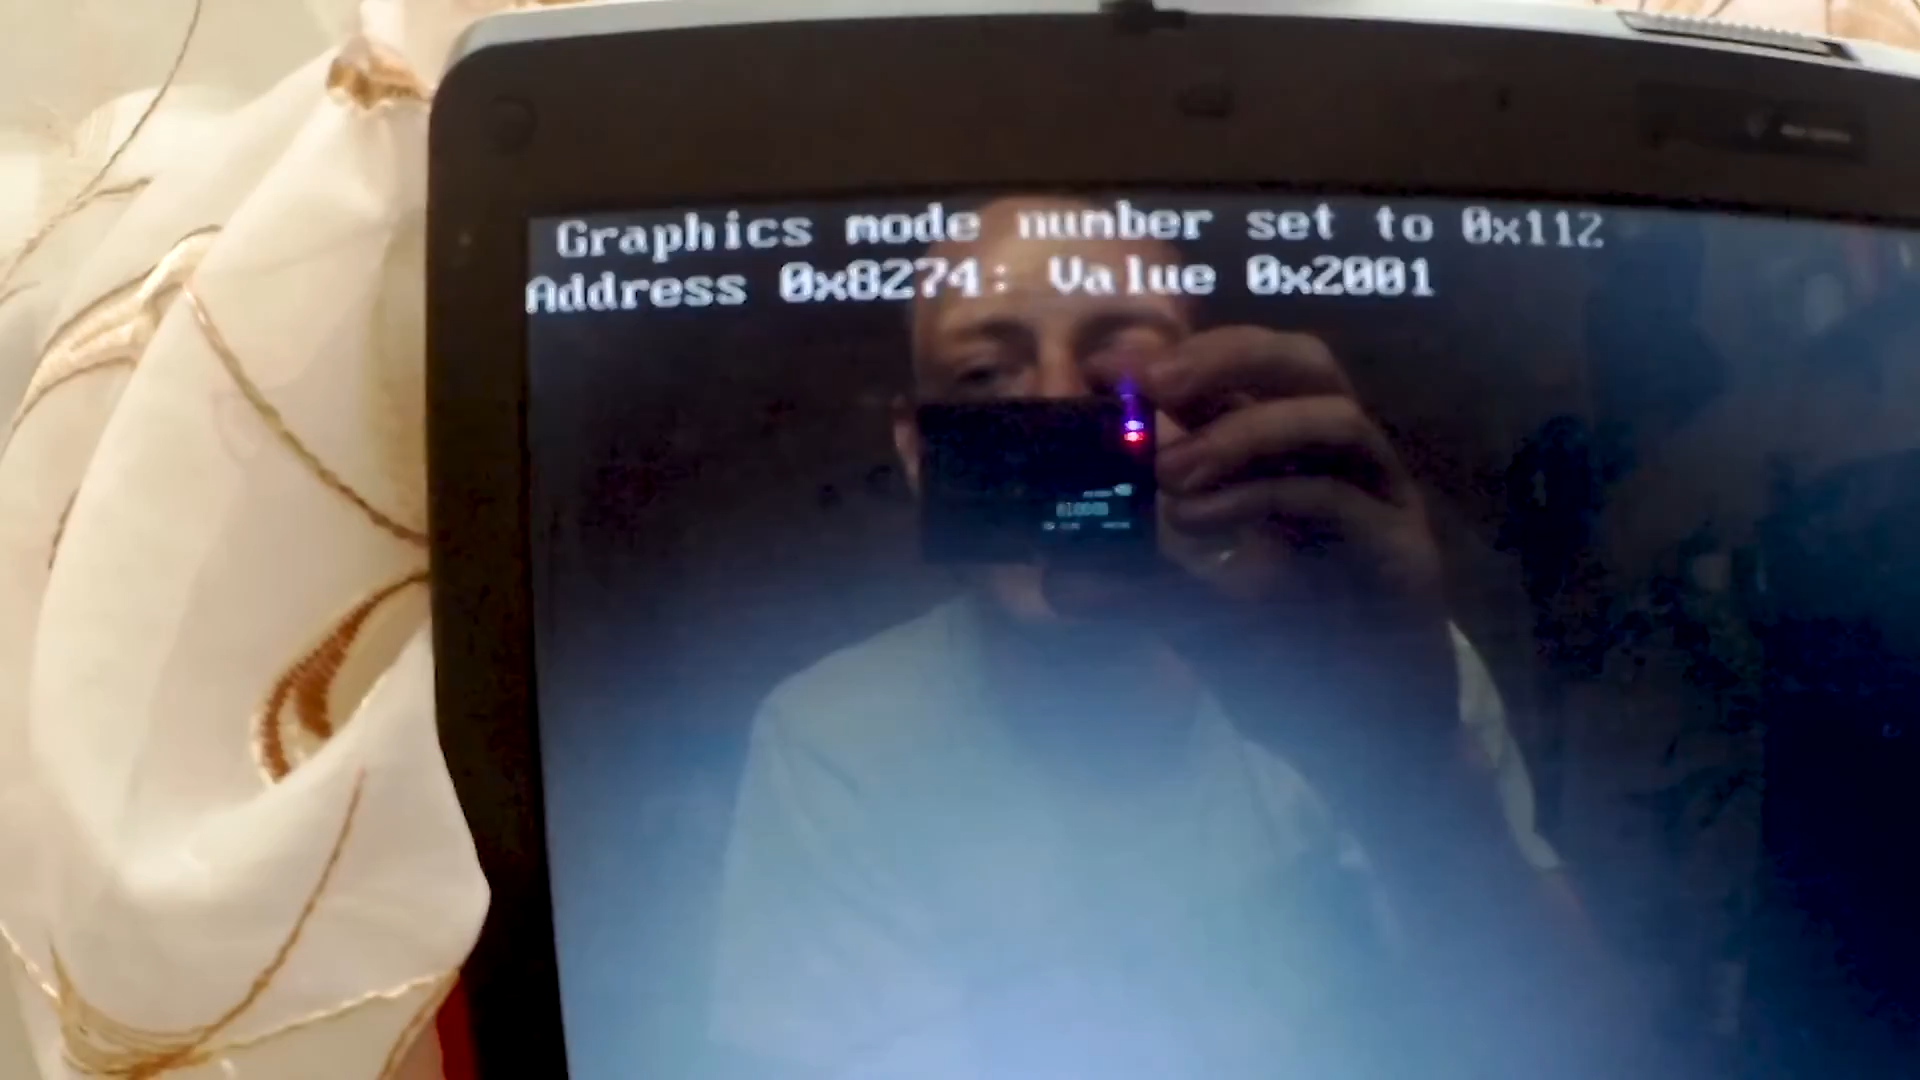 Graphics mode number set to 0x112
Address 0x8274: Value 0x2001